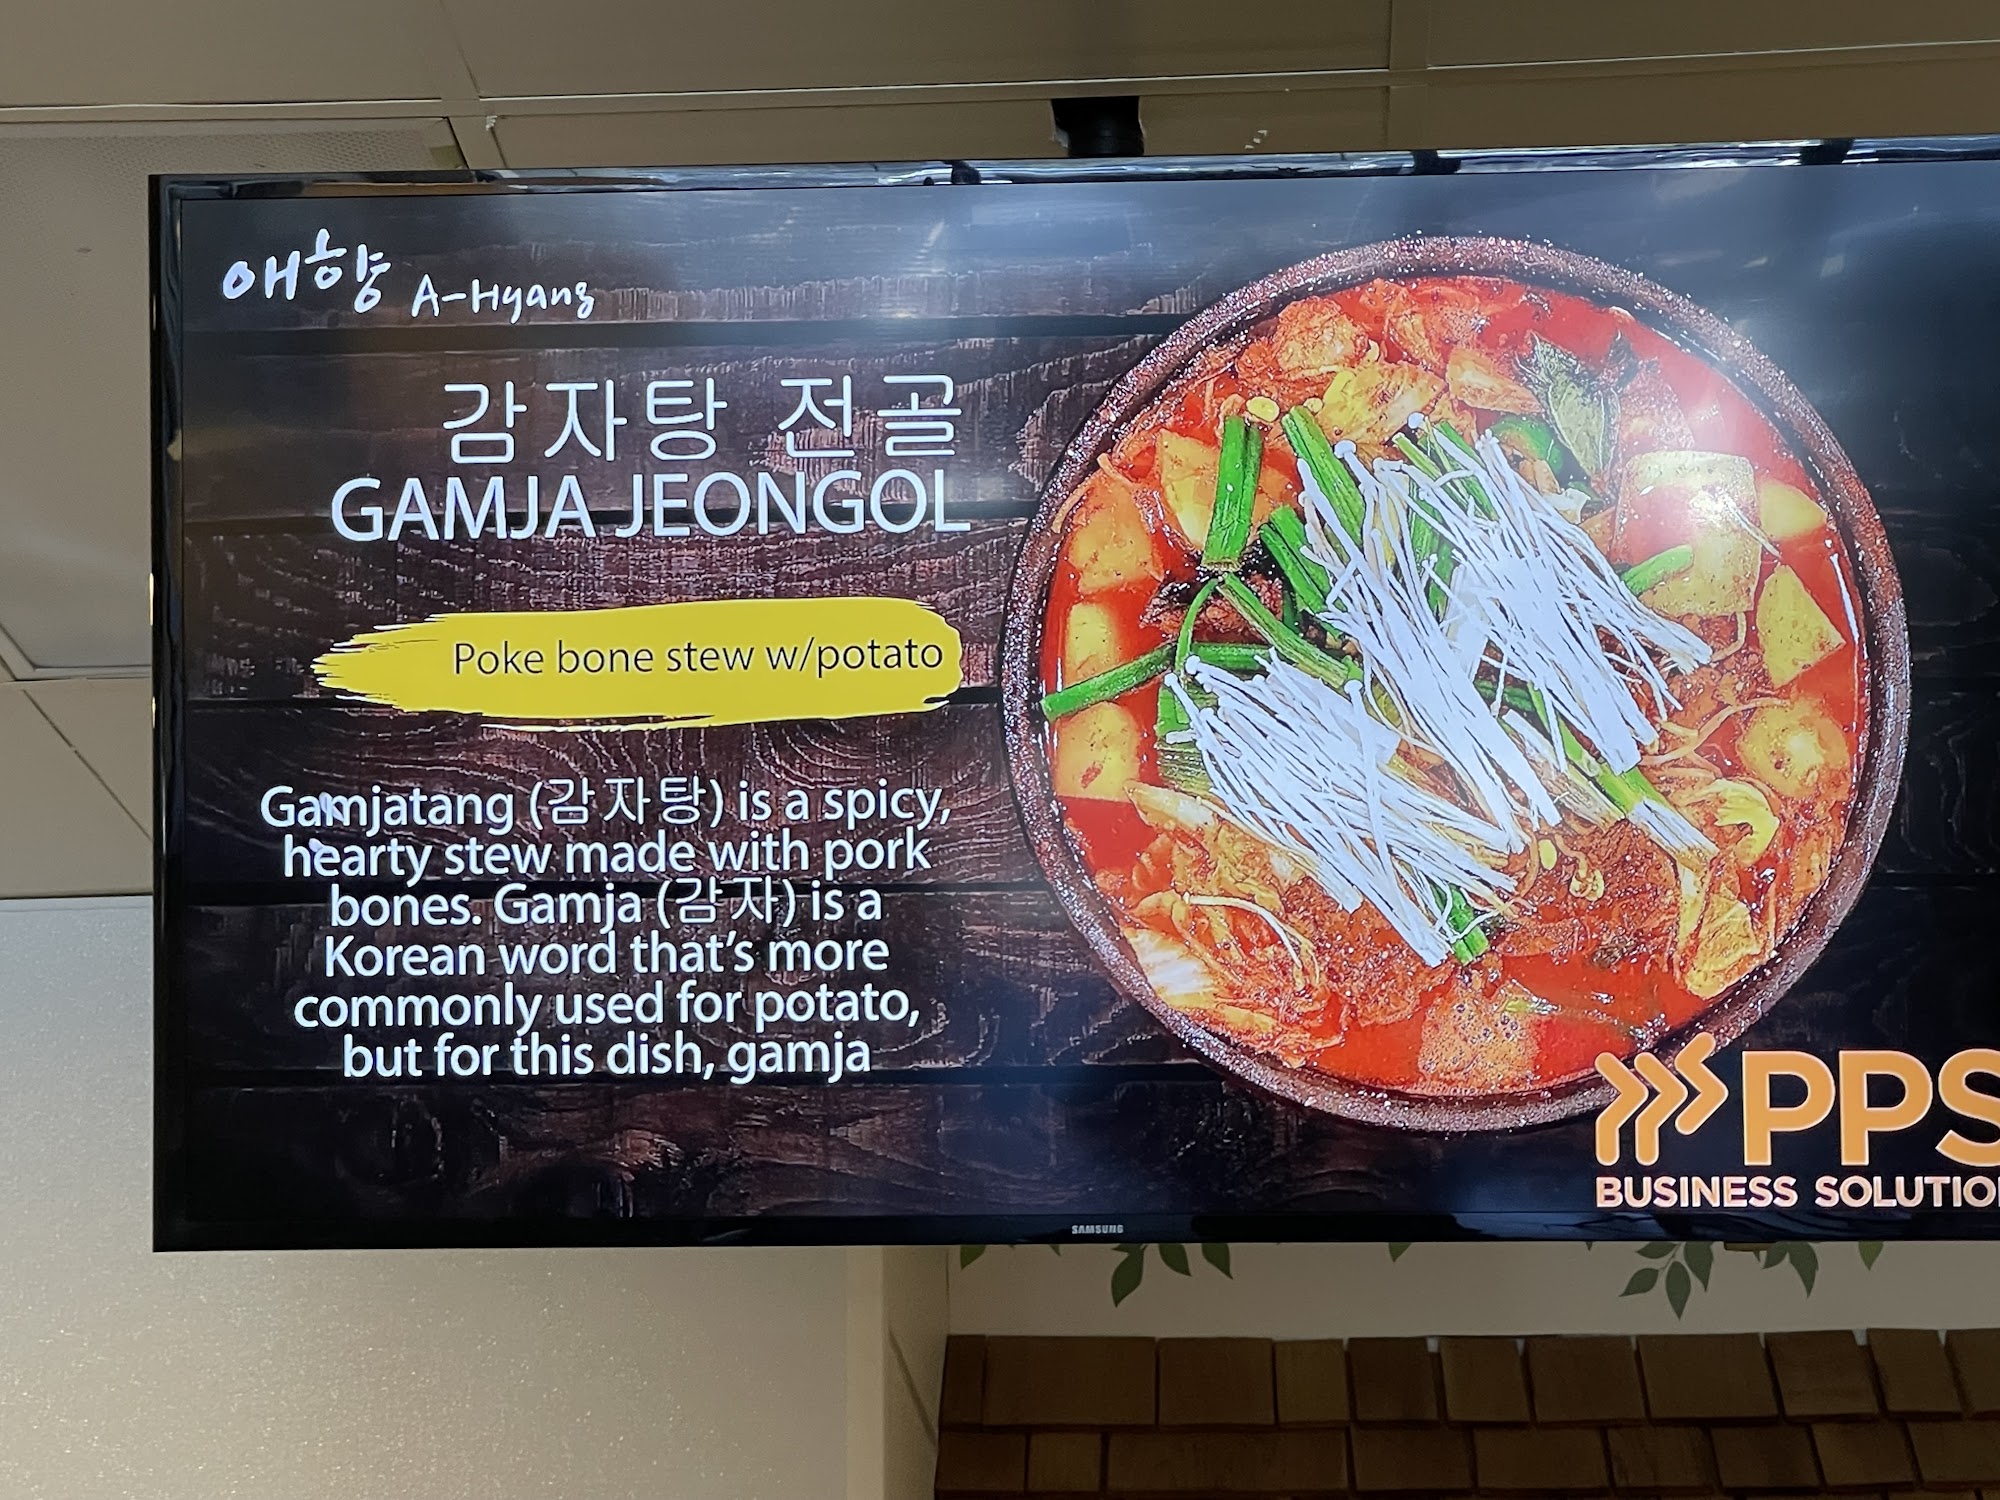 애향 A-Hyang
감자탕 전골
GAMJA JEONGOL
Poke bone stew w/potato
Gamjatang (감자탕) is a spicy,
hearty stew made with pork
bones. Gamja (감자) is a
Korean word that's more
commonly used for potato,
but for this dish, gamja
PPS
BUSINESS SOLUTIO
SAMSUNG